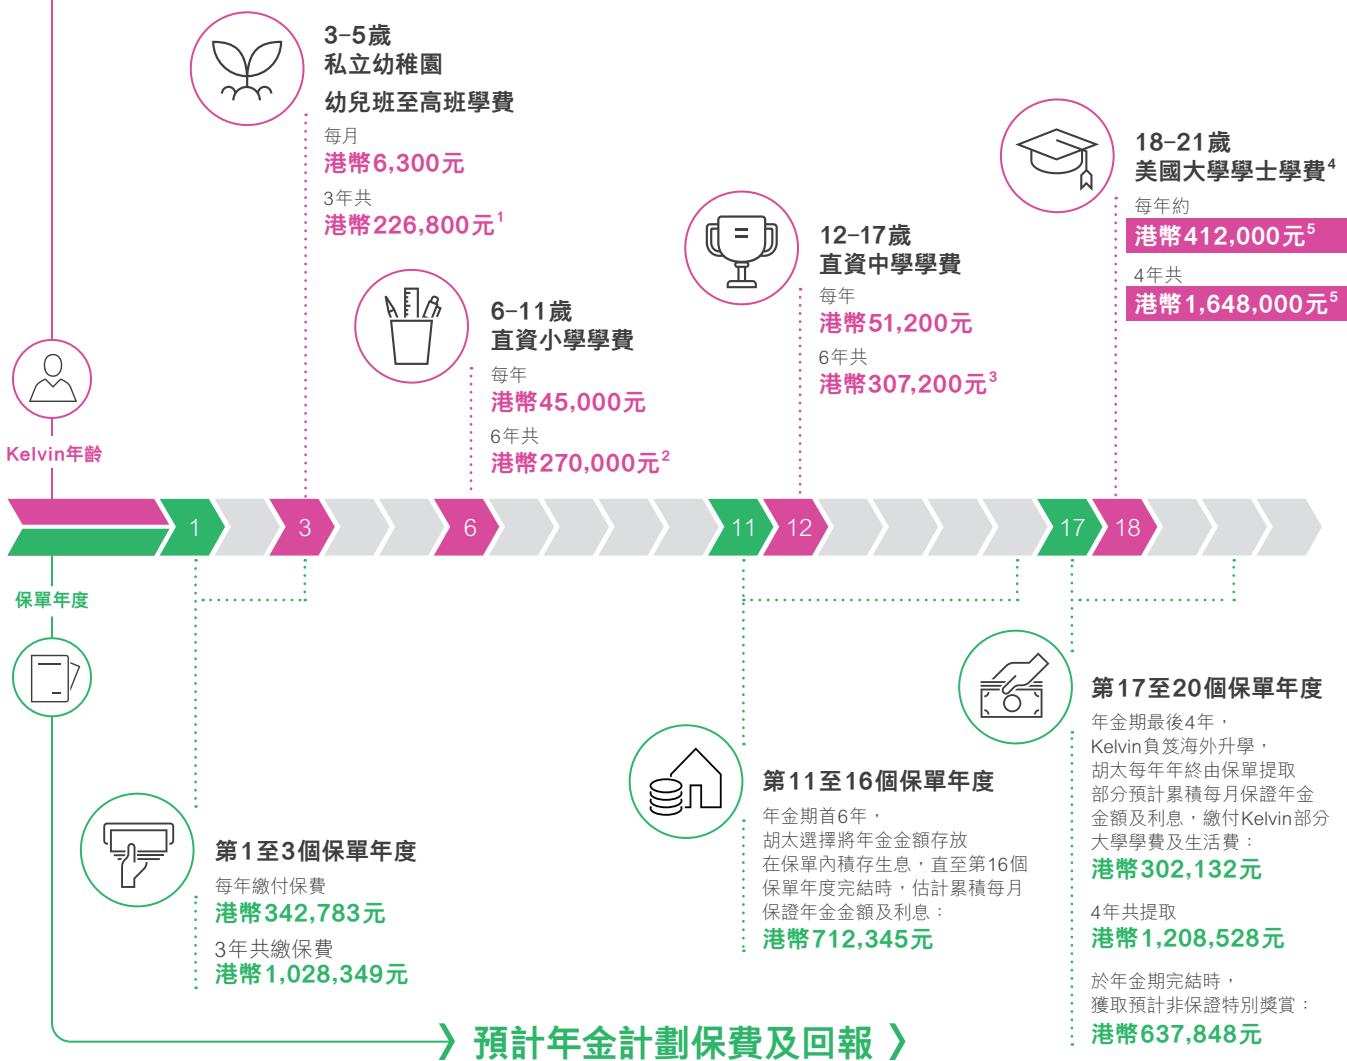 3–5歲
私立幼稚園
幼兒班至高班學費
每月
港幣6,300元
3年共
港幣226,800元1
6–11歲
直資小學學費
每年
港幣45,000元
6年共
港幣270,000元2
12–17歲
直資中學學費
每年
港幣51,200元
6年共
港幣307,200元3
18–21歲
美國大學學士學費4
每年約
港幣412,000元5
4年共
港幣1,648,000元5
Kelvin年齡
1 3 6 11 12 17 18
保單年度
第1至3個保單年度
每年繳付保費
港幣342,783元
3年共繳保費
港幣1,028,349元
第11至16個保單年度
年金期首6年，
胡太選擇將年金金額存放
在保單內積存生息，直至第16個
保單年度完結時，估計累積每月
保證年金金額及利息：
港幣712,345元
第17至20個保單年度
年金期最後4年，
Kelvin負笈海外升學，
胡太每年年終由保單提取
部分預計累積每月保證年金
金額及利息，繳付Kelvin部分
大學學費及生活費：
港幣302,132元
4年共提取
港幣1,208,528元
於年金期完結時，
獲取預計非保證特別獎賞：
港幣637,848元
預計年金計劃保費及回報